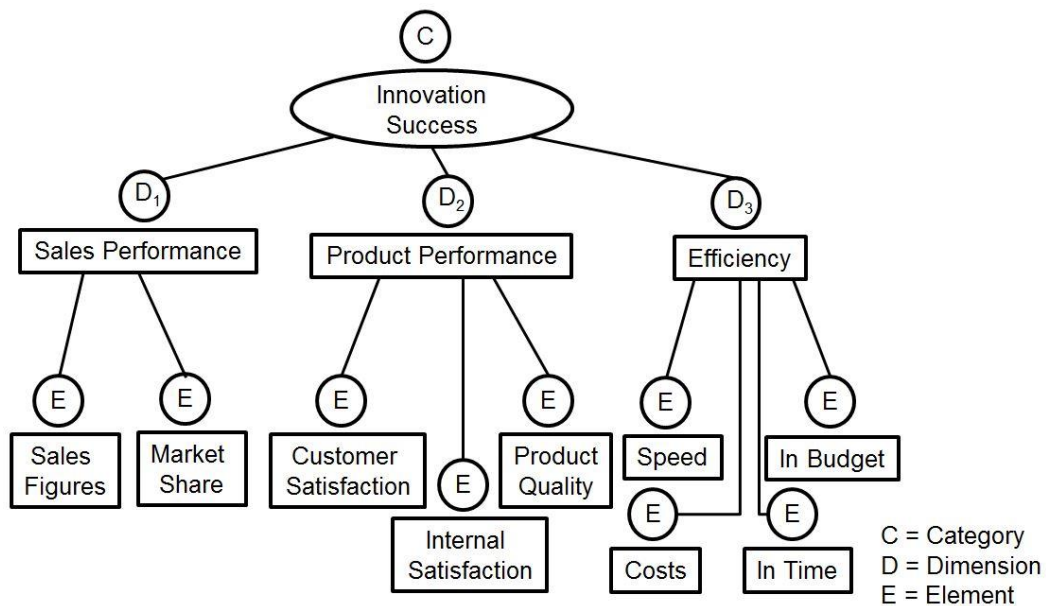 C
Innovation
Success
D1
D2
D3
Sales Performance
Product Performance
Efficiency
E
E
E
E
E
E
Sales
Figures
Market
Share
Customer
Satisfaction
Product
Quality
Speed
In Budget
E
E
E
Internal
Satisfaction
Costs
In Time
C = Category
D = Dimension
E = Element